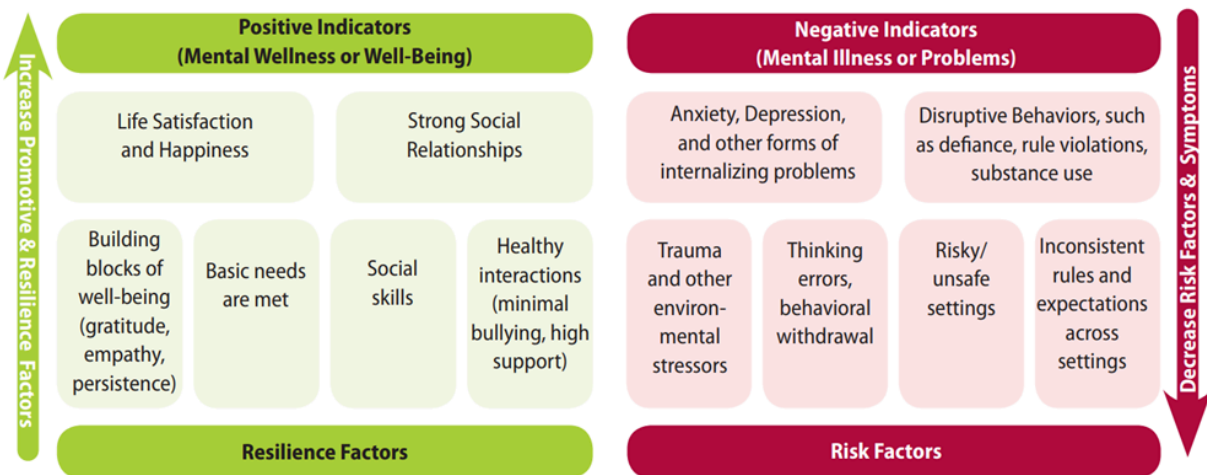 Increase Promotive & Resilience Factors
Positive Indicators
(Mental Wellness or Well-Being)
Life Satisfaction
and Happiness
Strong Social
Relationships
Building
blocks of
well-being
(gratitude,
empathy,
persistence)
Basic needs
are met
Social
skills
Healthy
interactions
(minimal
bullying, high
support)
Resilience Factors
Negative Indicators
(Mental Illness or Problems)
Anxiety, Depression,
and other forms of
internalizing problems
Disruptive Behaviors, such
as defiance, rule violations,
substance use
Trauma
and other
environ-
mental
stressors
Thinking
errors,
behavioral
withdrawal
Risky/
unsafe
settings
Inconsistent
rules and
expectations
across
settings
Risk Factors
Decrease Risk Factors & Symptoms